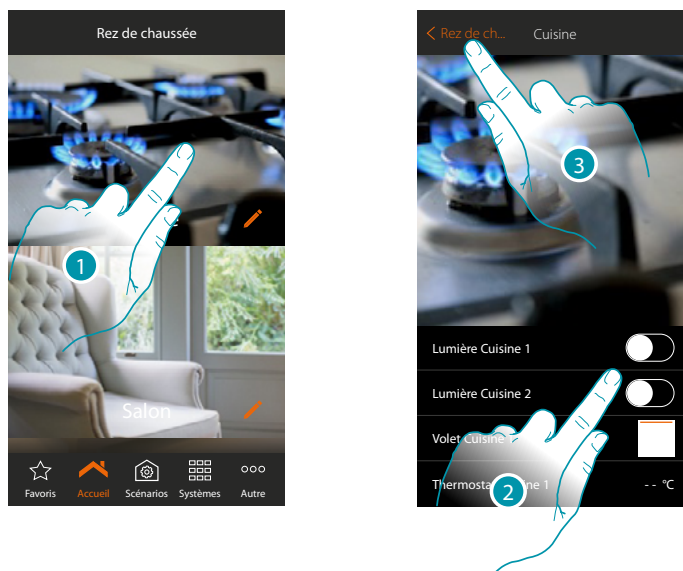 Rez de chaussée
1
Salon
Favoris
Accueil
Scénarios
Systèmes
Autre
Rez de ch...
Cuisine
3
Lumière Cuisine 1
Lumière Cuisine 2
Volet Cuisine
2
- - °C